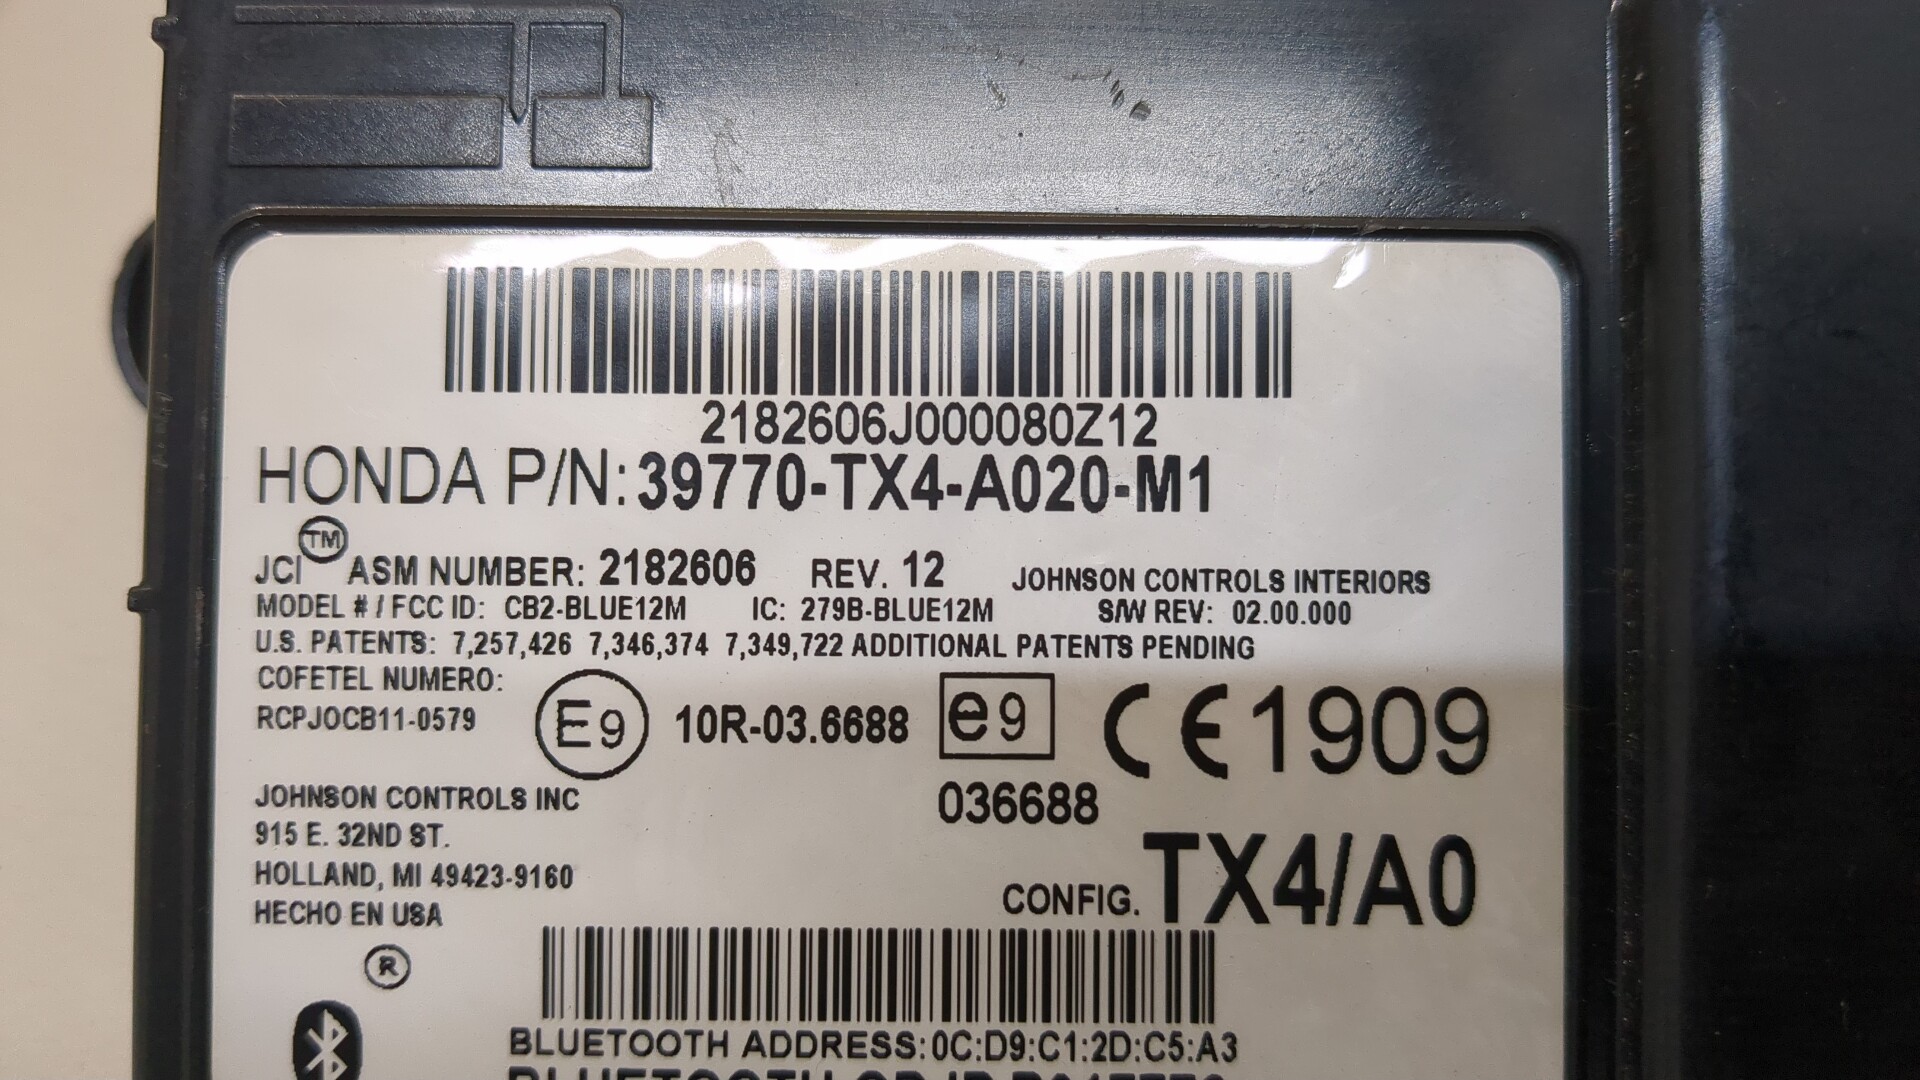 2182606J000080Z12
HONDA P/N: 39770-TX4-A020-M1
JCI™ ASM NUMBER: 2182606 REV. 12 JOHNSON CONTROLS INTERIORS
MODEL # / FCC ID: CB2-BLUE12M IC: 279B-BLUE12M S/W REV: 02.00.000
U.S. PATENTS: 7,257,426 7,346,374 7,349,722 ADDITIONAL PATENTS PENDING
COFETEL NUMERO:
RCPJOCB11-0579
E9 10R-03.6688 e9 CE1909
036688
JOHNSON CONTROLS INC
915 E. 32ND ST.
HOLLAND, MI 49423-9160
HECHO EN USA
CONFIG. TX4/A0
®
BLUETOOTH ADDRESS: 0C:D9:C1:2D:C5:A3
BLUETOOTH